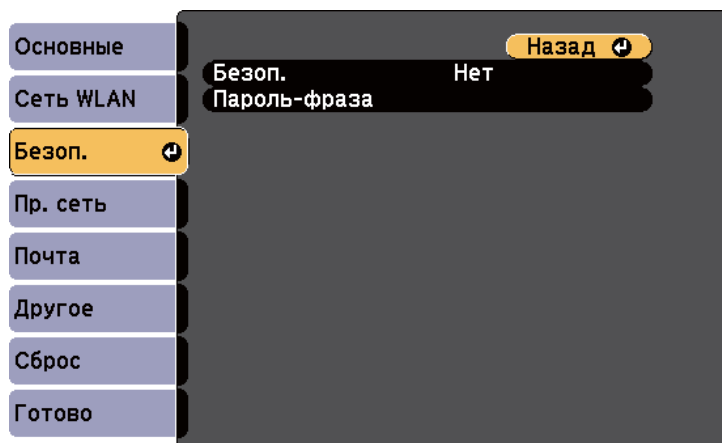 Основные
Сеть WLAN
Безоп.
Пр. сеть
Почта
Другое
Сброс
Готово
Назад
Безоп. Нет
Пароль-фраза